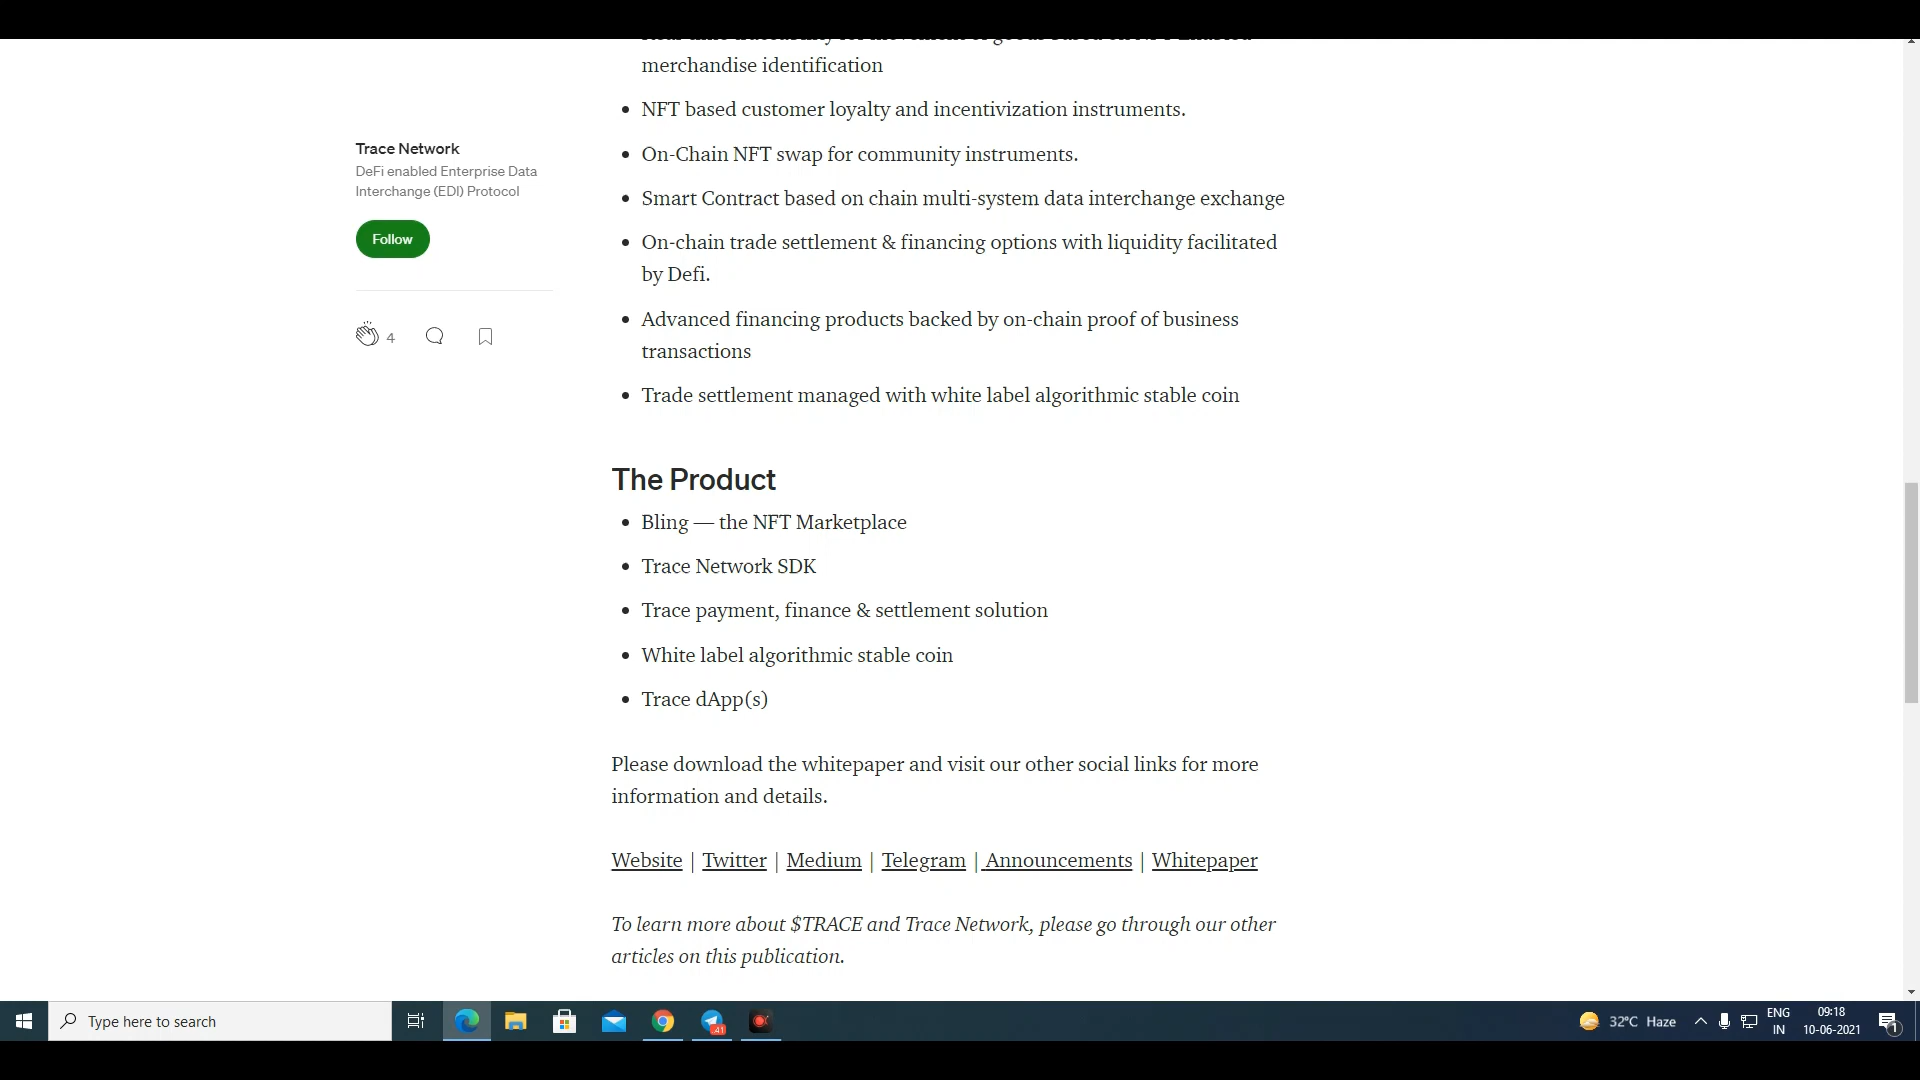 merchandise identification
• NFT based customer loyalty and incentivization instruments.
• On-Chain NFT swap for community instruments.
• Smart Contract based on chain multi-system data interchange exchange
• On-chain trade settlement & financing options with liquidity facilitated
by Defi.
• Advanced financing products backed by on-chain proof of business
transactions
• Trade settlement managed with white label algorithmic stable coin
Trace Network
DeFi enabled Enterprise Data
Interchange (EDI) Protocol
Follow
4
The Product
• Bling — the NFT Marketplace
• Trace Network SDK
• Trace payment, finance & settlement solution
• White label algorithmic stable coin
• Trace dApp(s)
Please download the whitepaper and visit our other social links for more
information and details.
Website | Twitter | Medium | Telegram | Announcements | Whitepaper
To learn more about $TRACE and Trace Network, please go through our other
articles on this publication.
Type here to search
41
32°C Haze
ENG
IN
09:18
10-06-2021
1